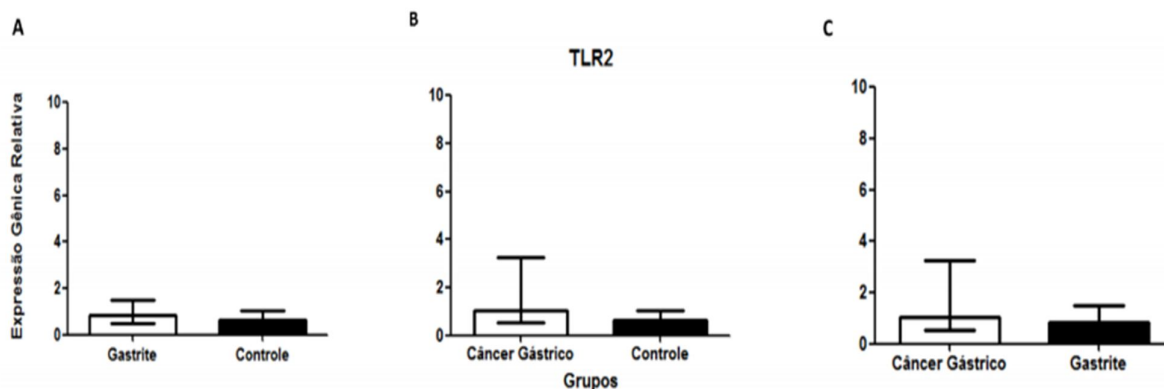 A
B
C
TLR2
Expressão Gênica Relativa
10
8
6
4
2
0
Gastrite
Controle
10
8
6
4
2
0
Câncer Gástrico
Controle
Grupos
10
8
6
4
2
0
Câncer Gástrico
Gastrite